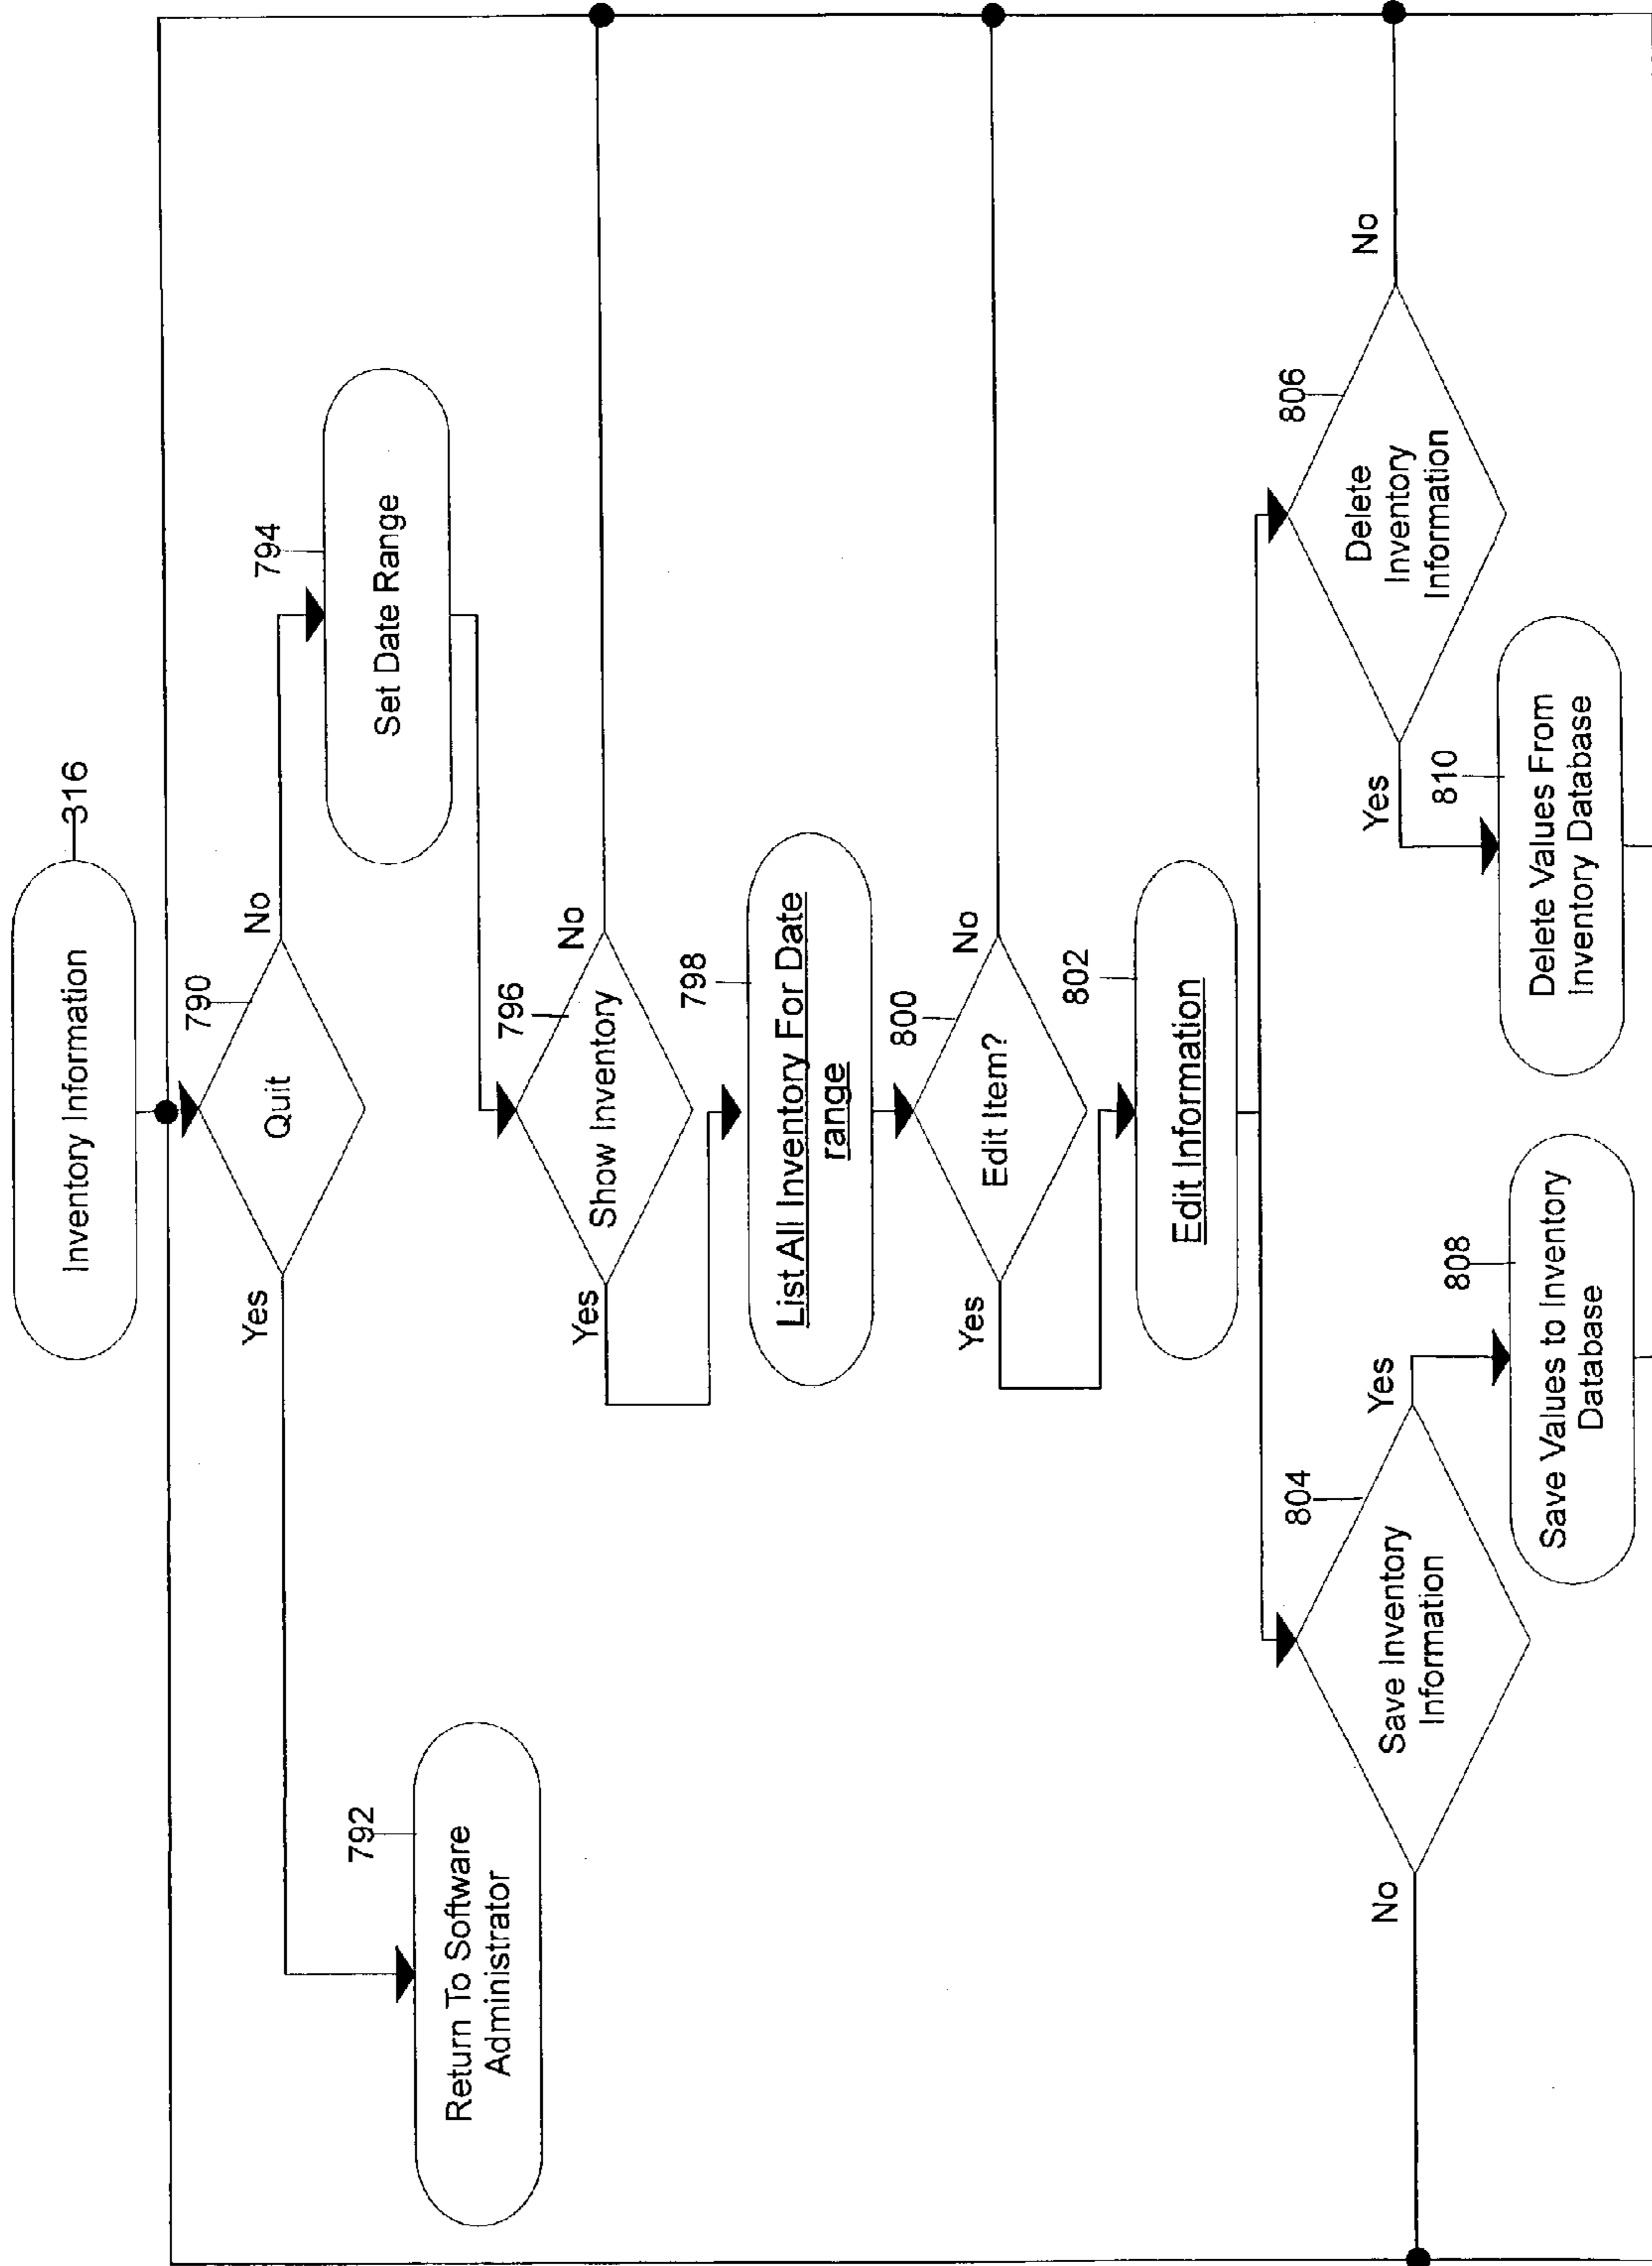 Inventory Information
316
790
Quit
Yes
No
792
Return To Software
Administrator
794
Set Date Range
796
Show Inventory
Yes
No
798
List All Inventory For Date
range
800
Edit Item?
Yes
No
802
Edit Information
804
Save Inventory
Information
No
Yes
806
Delete
Inventory
Information
Yes
No
808
Save Values to Inventory
Database
810
Delete Values From
Inventory Database